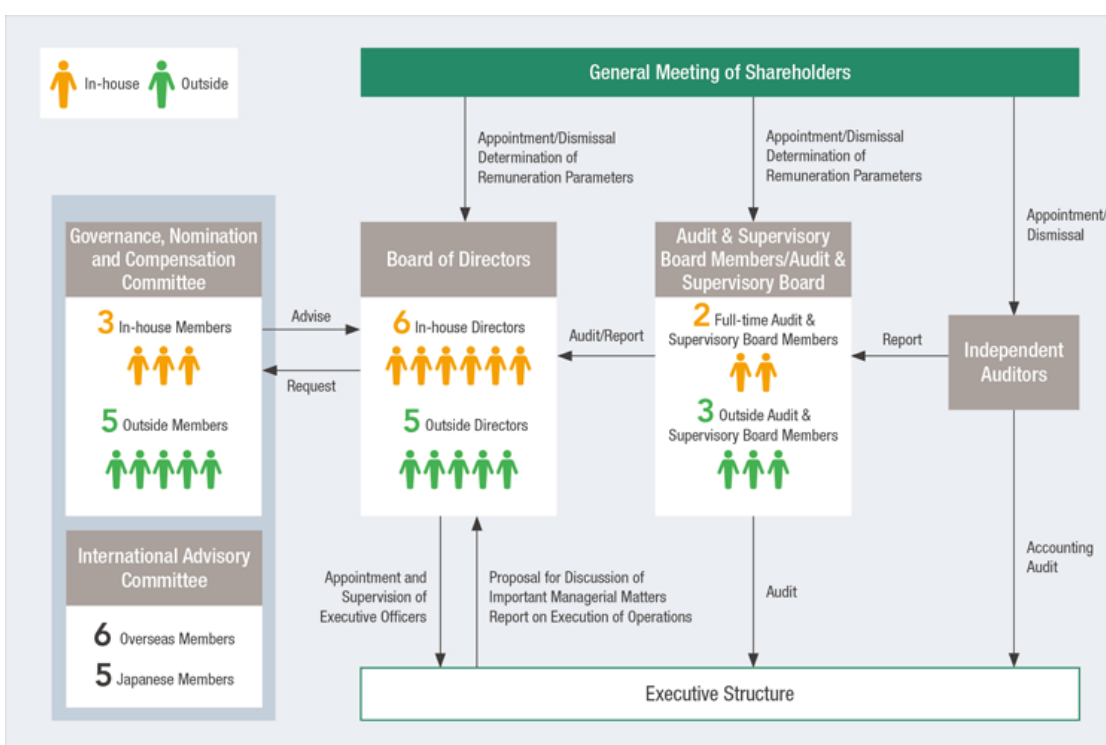 In-house
Outside
General Meeting of Shareholders
Appointment/Dismissal
Determination of
Remuneration Parameters
Appointment/Dismissal
Determination of
Remuneration Parameters
Appointment/
Dismissal
Governance, Nomination
and Compensation
Committee
3 In-house Members
5 Outside Members
Advise
Request
Board of Directors
6 In-house Directors
5 Outside Directors
Audit/Report
Audit & Supervisory
Board Members/Audit &
Supervisory Board
2 Full-time Audit &
Supervisory Board Members
3 Outside Audit &
Supervisory Board Members
Report
Independent
Auditors
International Advisory
Committee
6 Overseas Members
5 Japanese Members
Appointment and
Supervision of
Executive Officers
Proposal for Discussion of
Important Managerial Matters
Report on Execution of Operations
Audit
Accounting
Audit
Executive Structure